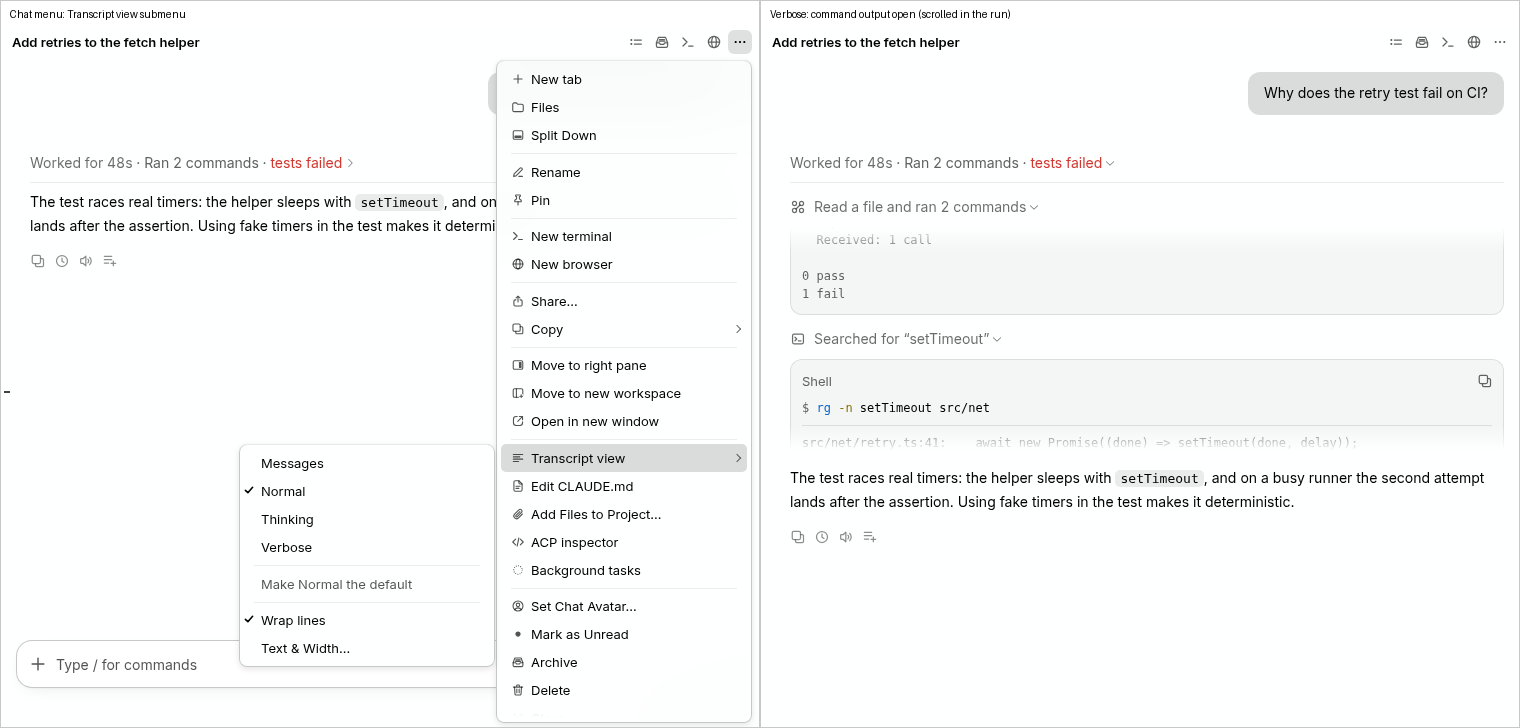 Chat menu: Transcript view submenu
Add retries to the fetch helper
New tab
Files
Split Down
Rename
Pin
New terminal
New browser
Share...
Copy
Move to right pane
Move to new workspace
Open in new window
Transcript view
Edit CLAUDE.md
Add Files to Project...
ACP inspector
Background tasks
Set Chat Avatar...
Mark as Unread
Archive
Delete
Worked for 48s · Ran 2 commands · tests failed
The test races real timers: the helper sleeps with setTimeout, and on
lands after the assertion. Using fake timers in the test makes it determi
Messages
Normal
Thinking
Verbose
Make Normal the default
Wrap lines
Text & Width...
Type / for commands
Verbose: command output open (scrolled in the run)
Add retries to the fetch helper
Why does the retry test fail on CI?
Worked for 48s · Ran 2 commands · tests failed
Read a file and ran 2 commands
Received: 1 call
0 pass
1 fail
Searched for “setTimeout”
Shell
$ rg -n setTimeout src/net
src/net/retry.ts:41: await new Promise((done) => setTimeout(done, delay));
The test races real timers: the helper sleeps with setTimeout, and on a busy runner the second attempt
lands after the assertion. Using fake timers in the test makes it deterministic.